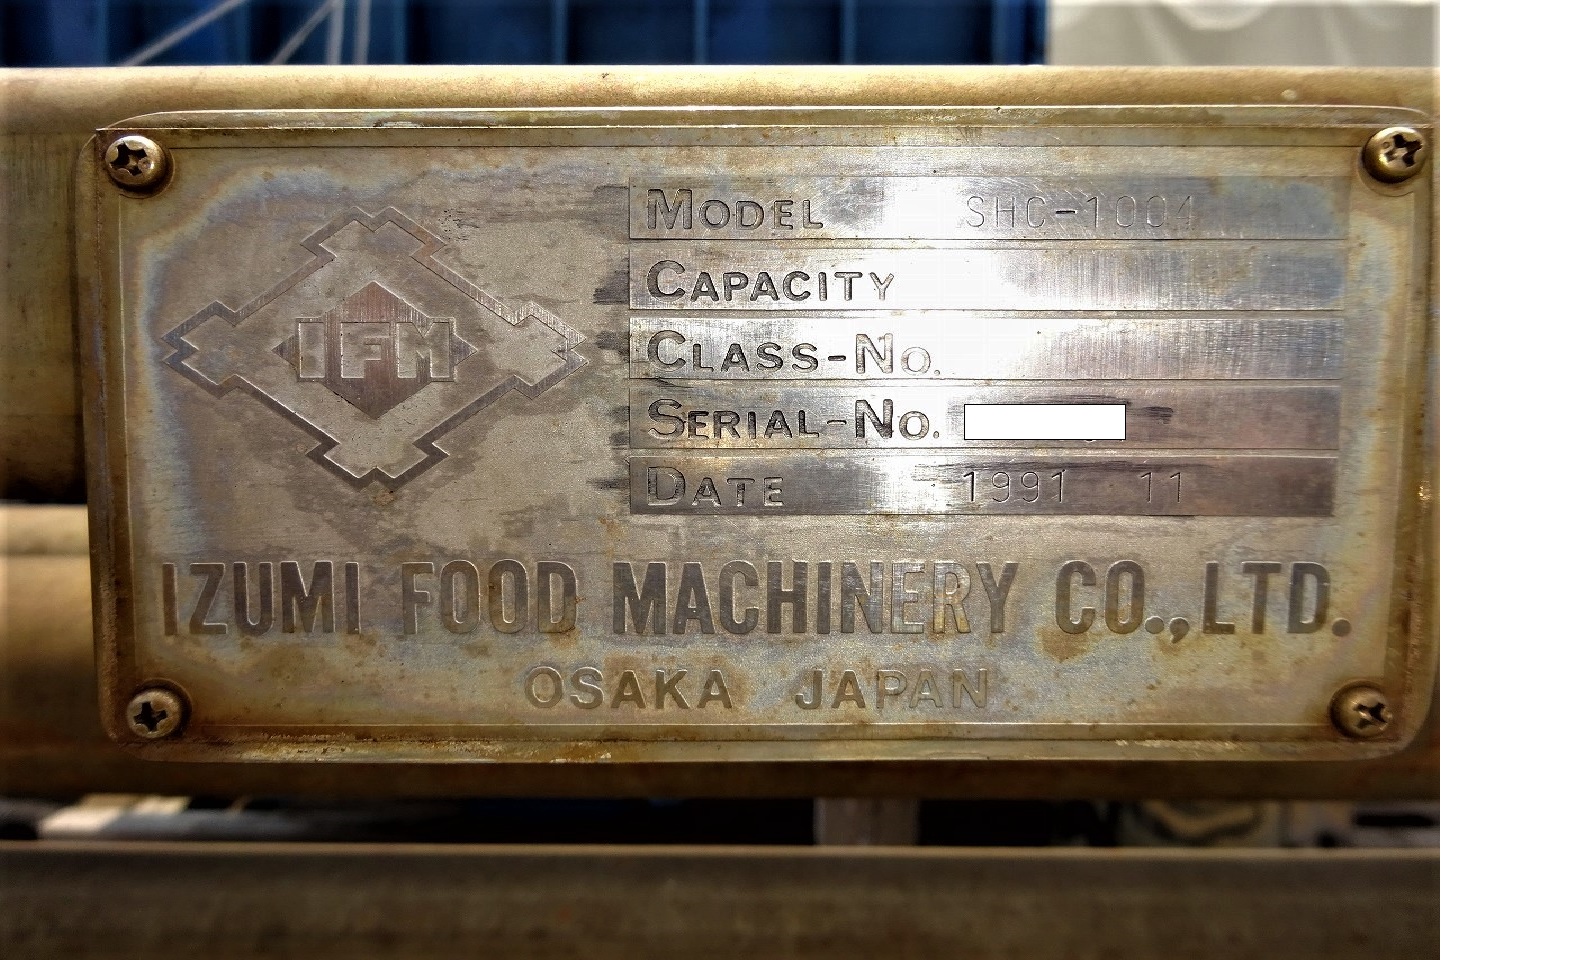 IFM
MODEL SHC-1004
CAPACITY
CLASS-NO.
SERIAL-NO.
DATE 1991 11
IZUMI FOOD MACHINERY CO.,LTD.
OSAKA JAPAN